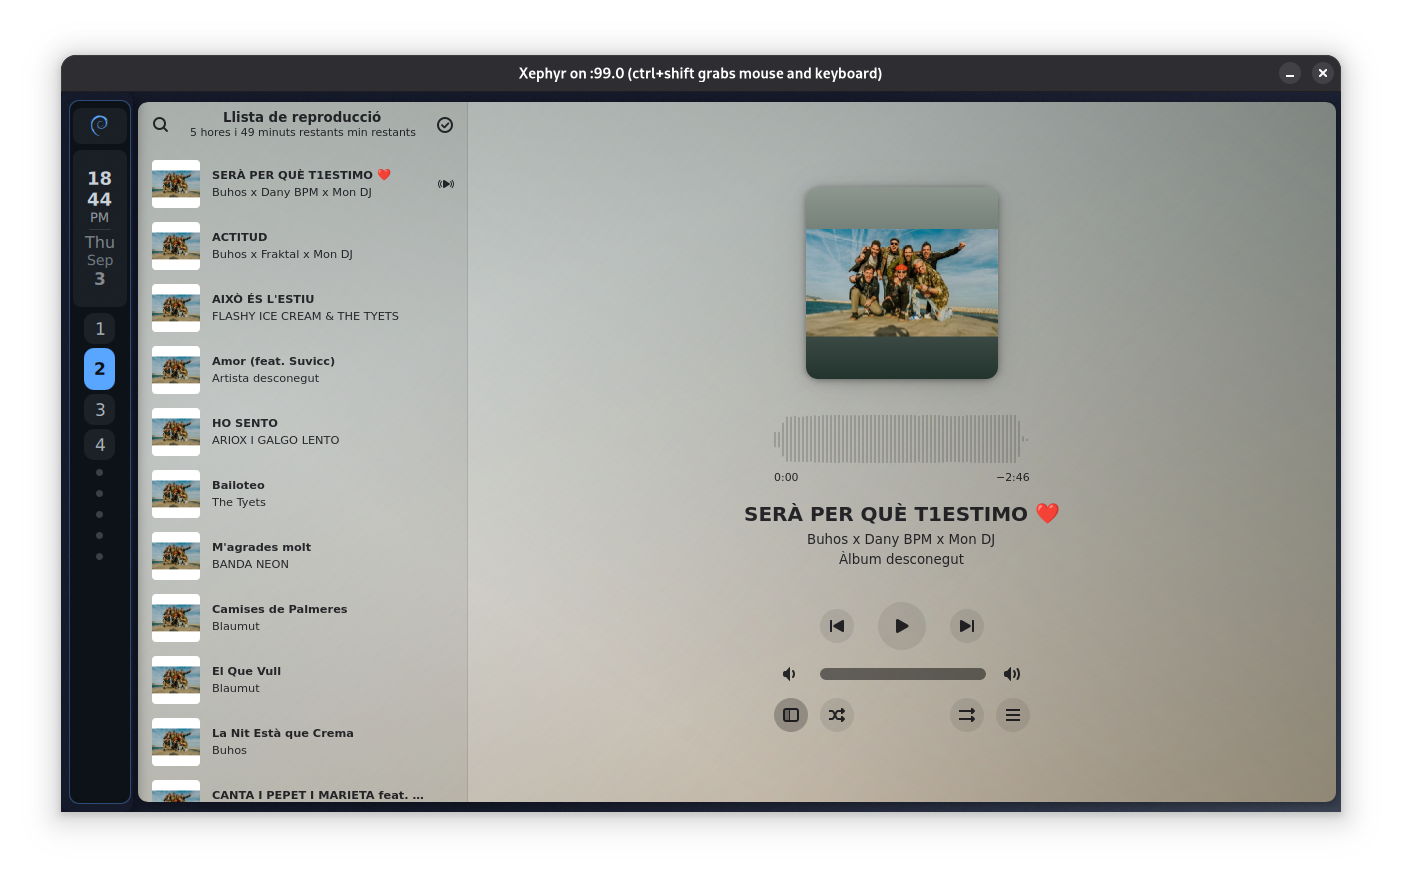 Xephyr on :99.0 (ctrl+shift grabs mouse and keyboard)
18
44
PM
Thu
Sep
3
1
2
3
4
Llista de reproducció
5 hores i 49 minuts restants min restants
SERÀ PER QUÈ T1ESTIMO ❤️
Buhos x Dany BPM x Mon DJ
ACTITUD
Buhos x Fraktal x Mon DJ
AIXÒ ÉS L'ESTIU
FLASHY ICE CREAM & THE TYETS
Amor (feat. Suvicc)
Artista desconegut
HO SENTO
ARIOX I GALGO LENTO
Bailoteo
The Tyets
M'agrades molt
BANDA NEON
Camises de Palmeres
Blaumut
El Que Vull
Blaumut
La Nit Està que Crema
Buhos
CANTA I PEPET I MARIETA feat. ...
0:00
−2:46
SERÀ PER QUÈ T1ESTIMO ❤️
Buhos x Dany BPM x Mon DJ
Àlbum desconegut